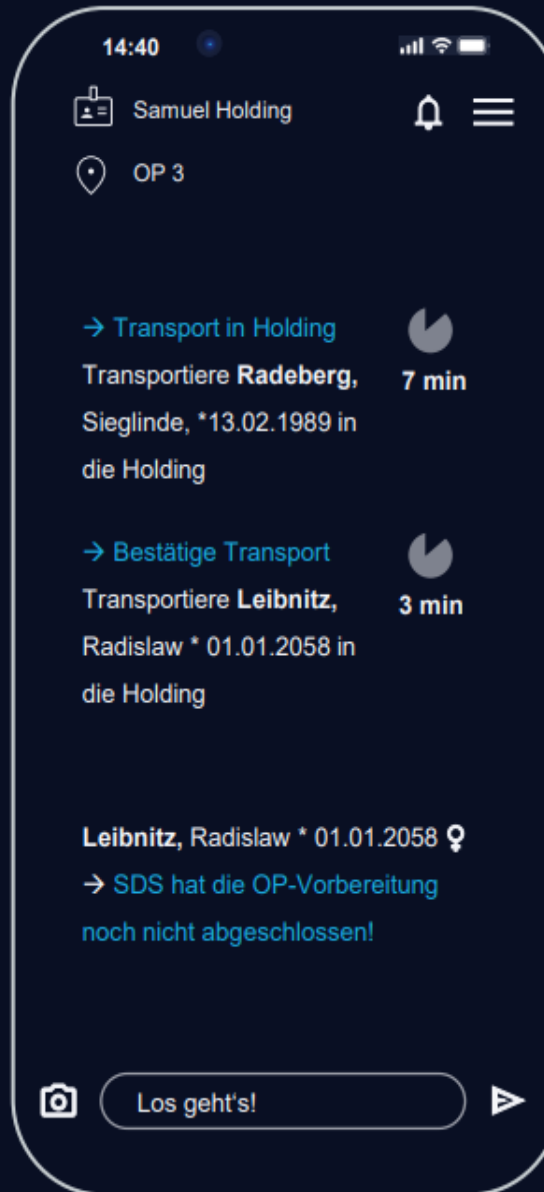 14:40
Samuel Holding
OP 3
→ Transport in Holding
Transportiere Radeberg,
7 min
Sieglinde, *13.02.1989 in
die Holding
→ Bestätige Transport
Transportiere Leibnitz,
3 min
Radislaw * 01.01.2058 in
die Holding
Leibnitz, Radislaw * 01.01.2058 ♀
→ SDS hat die OP-Vorbereitung
noch nicht abgeschlossen!
Los geht‘s!